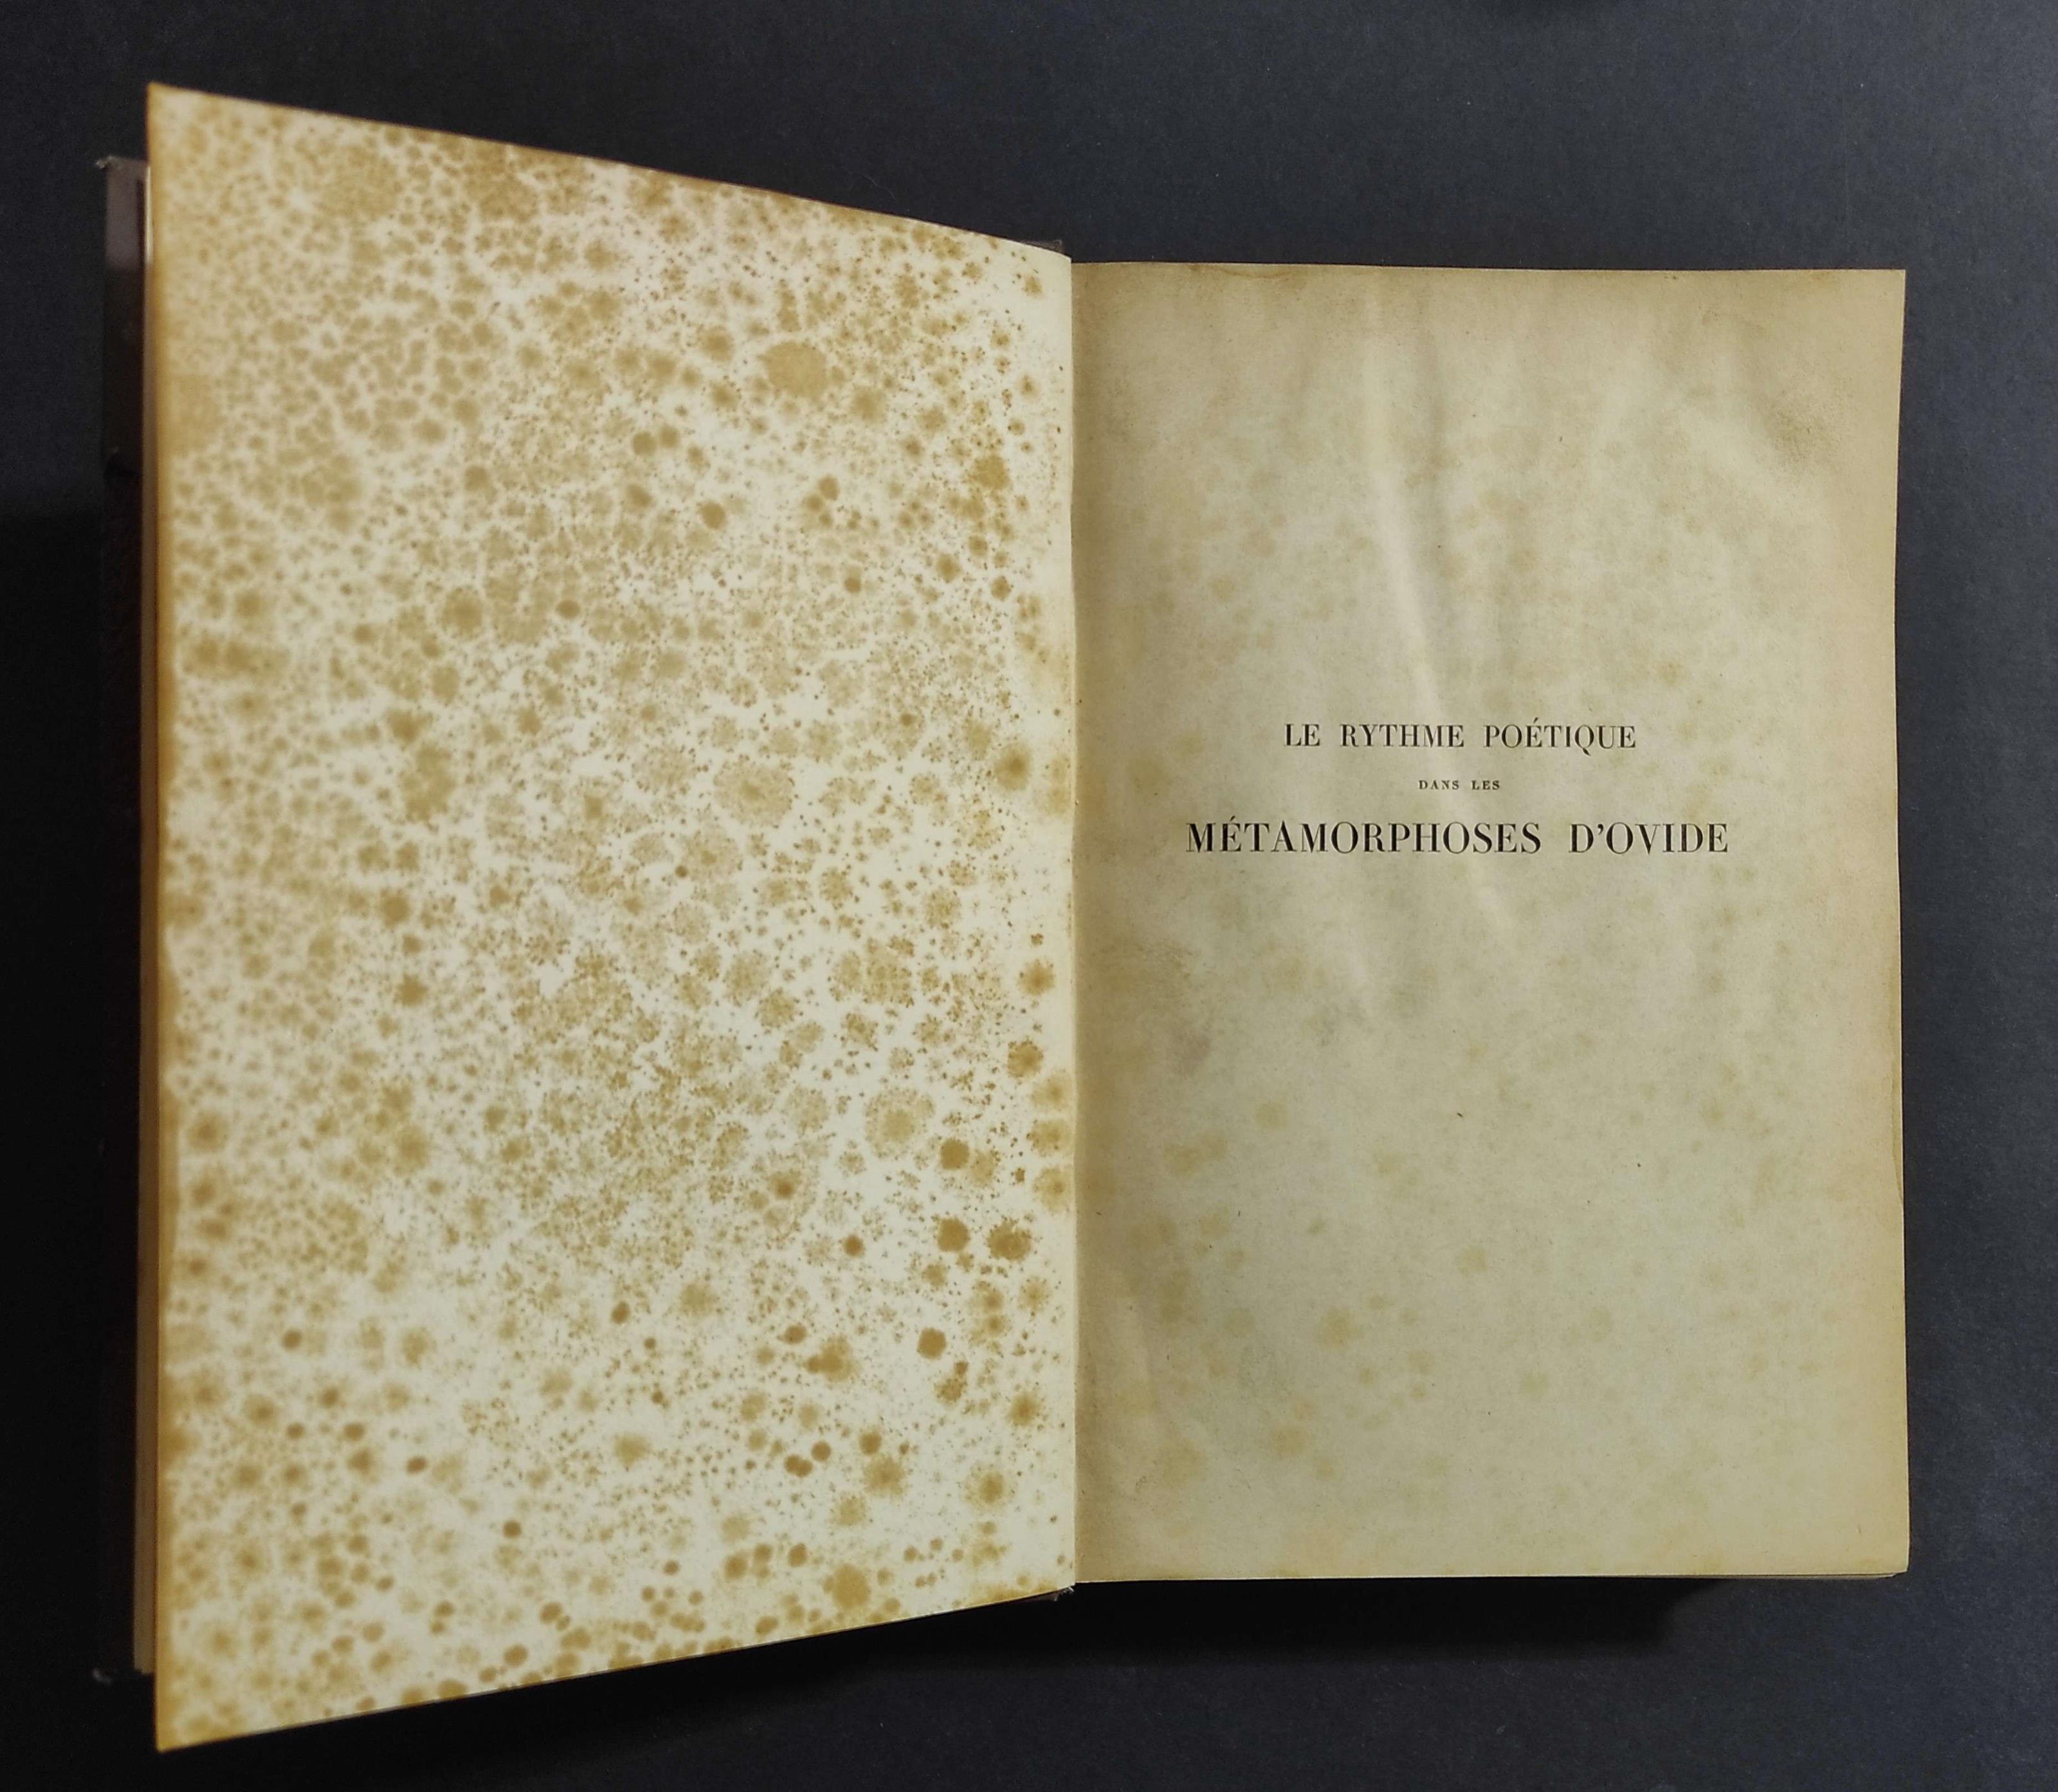 LE RYTHME POÉTIQUE
DANS LES
MÉTAMORPHOSES D'OVIDE